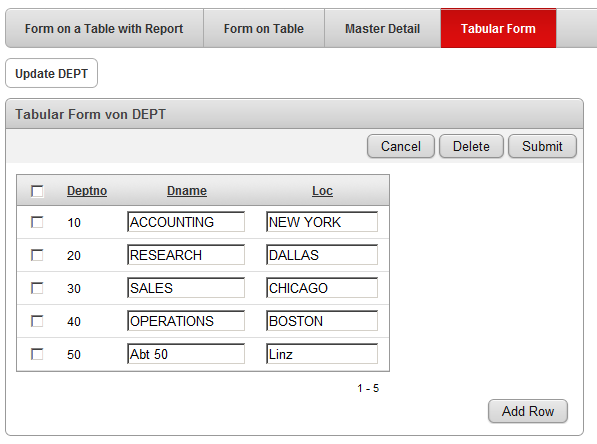 Form on a Table with Report Form on Table Master Detail Tabular Form
Update DEPT
Tabular Form von DEPT
Cancel Delete Submit
Deptno Dname Loc
10 ACCOUNTING NEW YORK
20 RESEARCH DALLAS
30 SALES CHICAGO
40 OPERATIONS BOSTON
50 Abt 50 Linz
1 - 5
Add Row